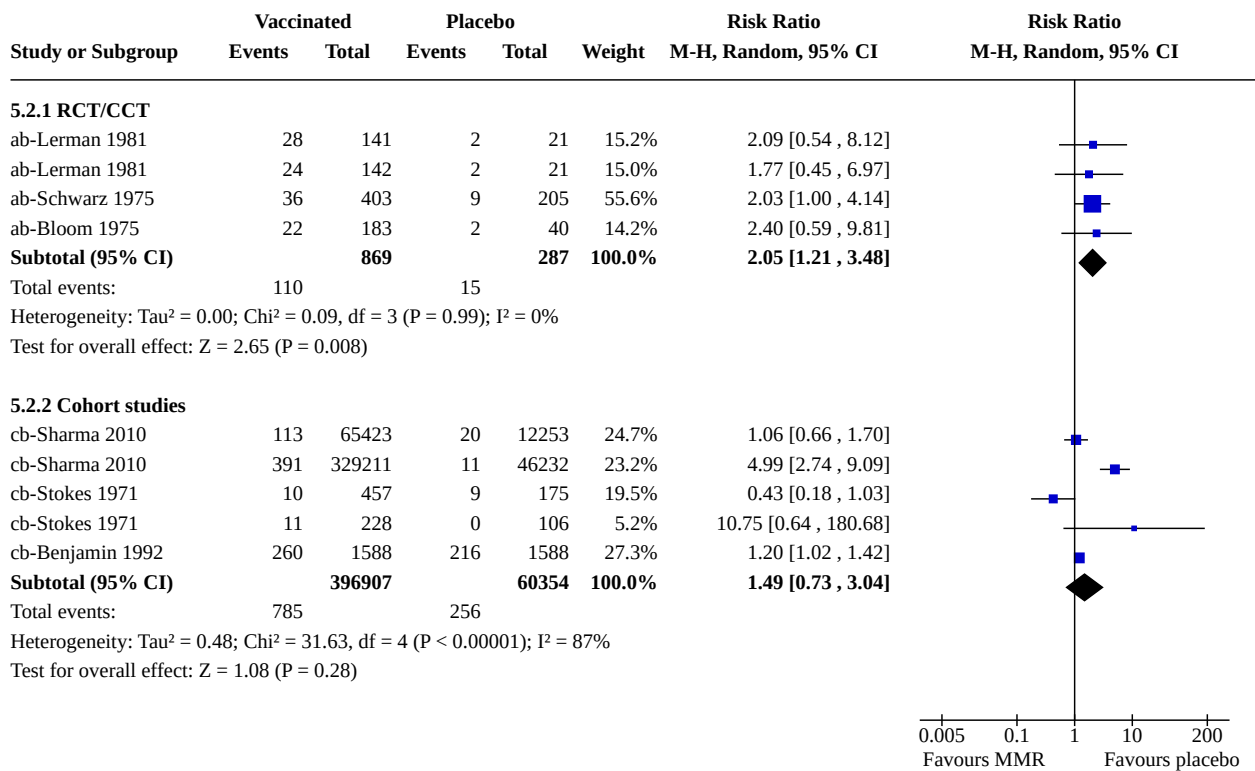 Vaccinated Placebo Risk Ratio Risk Ratio
Study or Subgroup Events Total Events Total Weight M-H, Random, 95% CI M-H, Random, 95% CI
5.2.1 RCT/CCT
ab-Lerman 1981 28 141 2 21 15.2% 2.09 [0.54 , 8.12]
ab-Lerman 1981 24 142 2 21 15.0% 1.77 [0.45 , 6.97]
ab-Schwarz 1975 36 403 9 205 55.6% 2.03 [1.00 , 4.14]
ab-Bloom 1975 22 183 2 40 14.2% 2.40 [0.59 , 9.81]
Subtotal (95% CI) 869 287 100.0% 2.05 [1.21 , 3.48]
Total events: 110 15
Heterogeneity: Tau² = 0.00; Chi² = 0.09, df = 3 (P = 0.99); I² = 0%
Test for overall effect: Z = 2.65 (P = 0.008)
5.2.2 Cohort studies
cb-Sharma 2010 113 65423 20 12253 24.7% 1.06 [0.66 , 1.70]
cb-Sharma 2010 391 329211 11 46232 23.2% 4.99 [2.74 , 9.09]
cb-Stokes 1971 10 457 9 175 19.5% 0.43 [0.18 , 1.03]
cb-Stokes 1971 11 228 0 106 5.2% 10.75 [0.64 , 180.68]
cb-Benjamin 1992 260 1588 216 1588 27.3% 1.20 [1.02 , 1.42]
Subtotal (95% CI) 396907 60354 100.0% 1.49 [0.73 , 3.04]
Total events: 785 256
Heterogeneity: Tau² = 0.48; Chi² = 31.63, df = 4 (P < 0.00001); I² = 87%
Test for overall effect: Z = 1.08 (P = 0.28)
0.005 0.1 1 10 200
Favours MMR Favours placebo